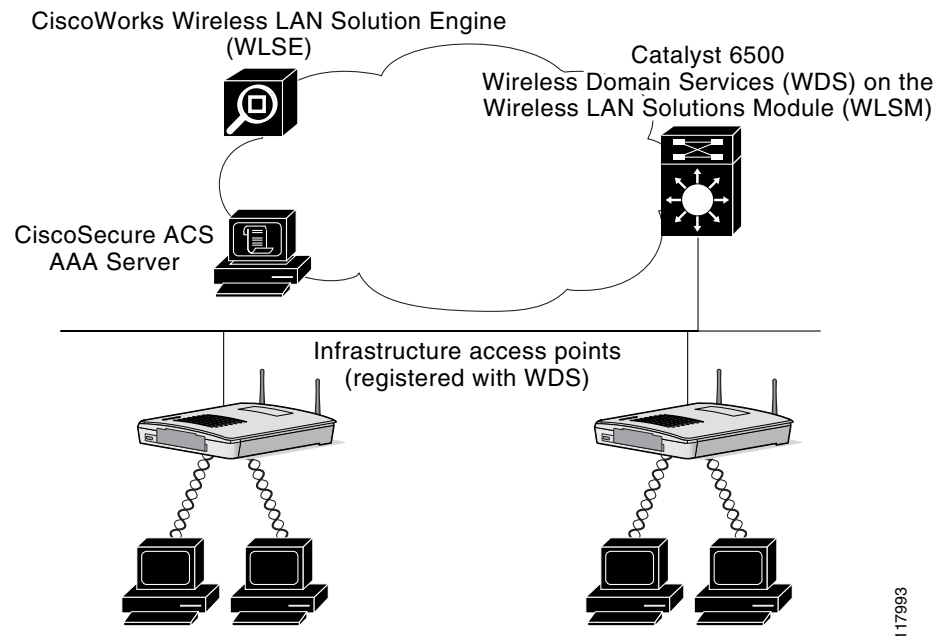 CiscoWorks Wireless LAN Solution Engine
(WLSE)
Catalyst 6500
Wireless Domain Services (WDS) on the
Wireless LAN Solutions Module (WLSM)
CiscoSecure ACS
AAA Server
Infrastructure access points
(registered with WDS)
117993